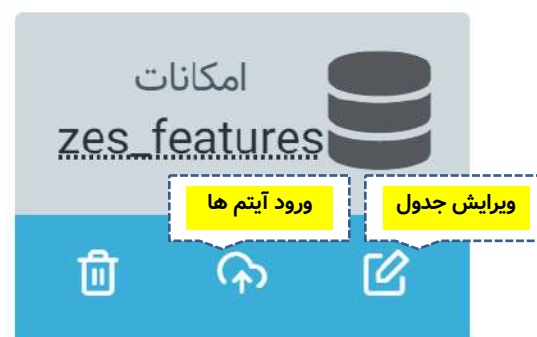 امکانات
zes_features
ویرایش جدول
ورود آیتم ها